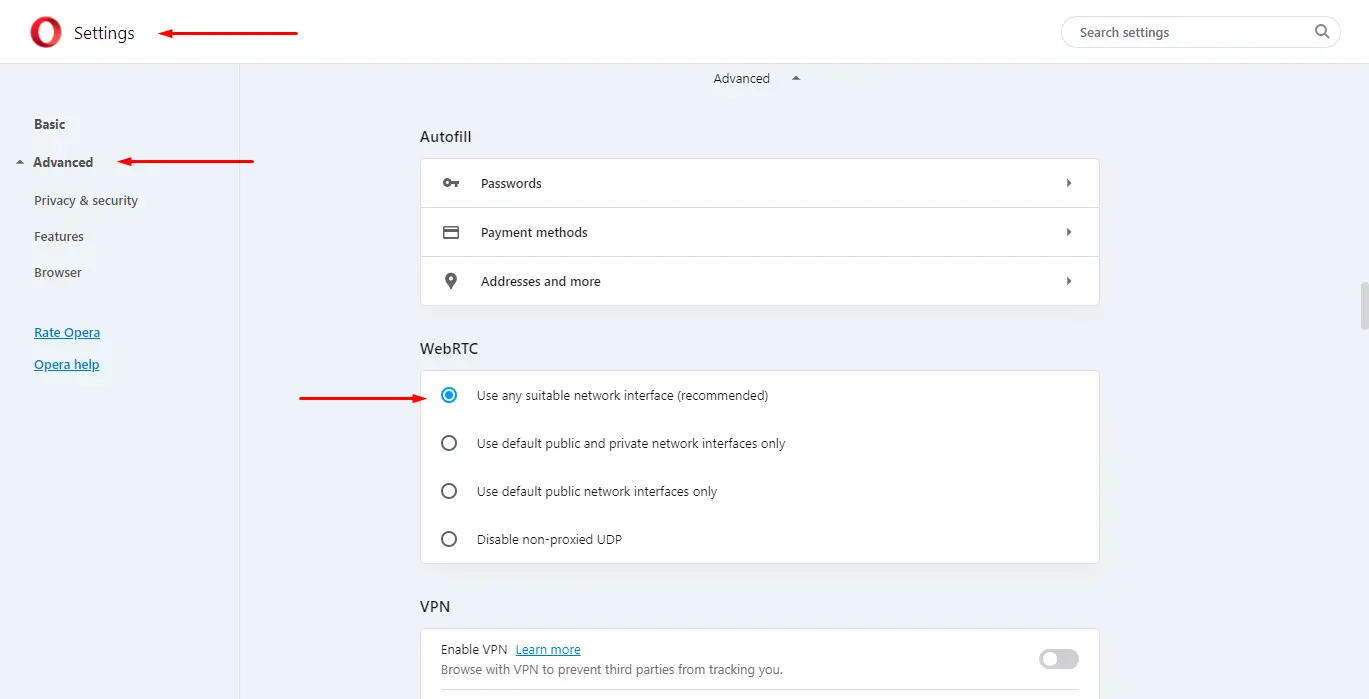 Settings
Search settings
Basic
Advanced
Privacy & security
Features
Browser
Rate Opera
Opera help
Advanced
Autofill
Passwords
Payment methods
Addresses and more
WebRTC
Use any suitable network interface (recommended)
Use default public and private network interfaces only
Use default public network interfaces only
Disable non-proxied UDP
VPN
Enable VPN Learn more
Browse with VPN to prevent third parties from tracking you.